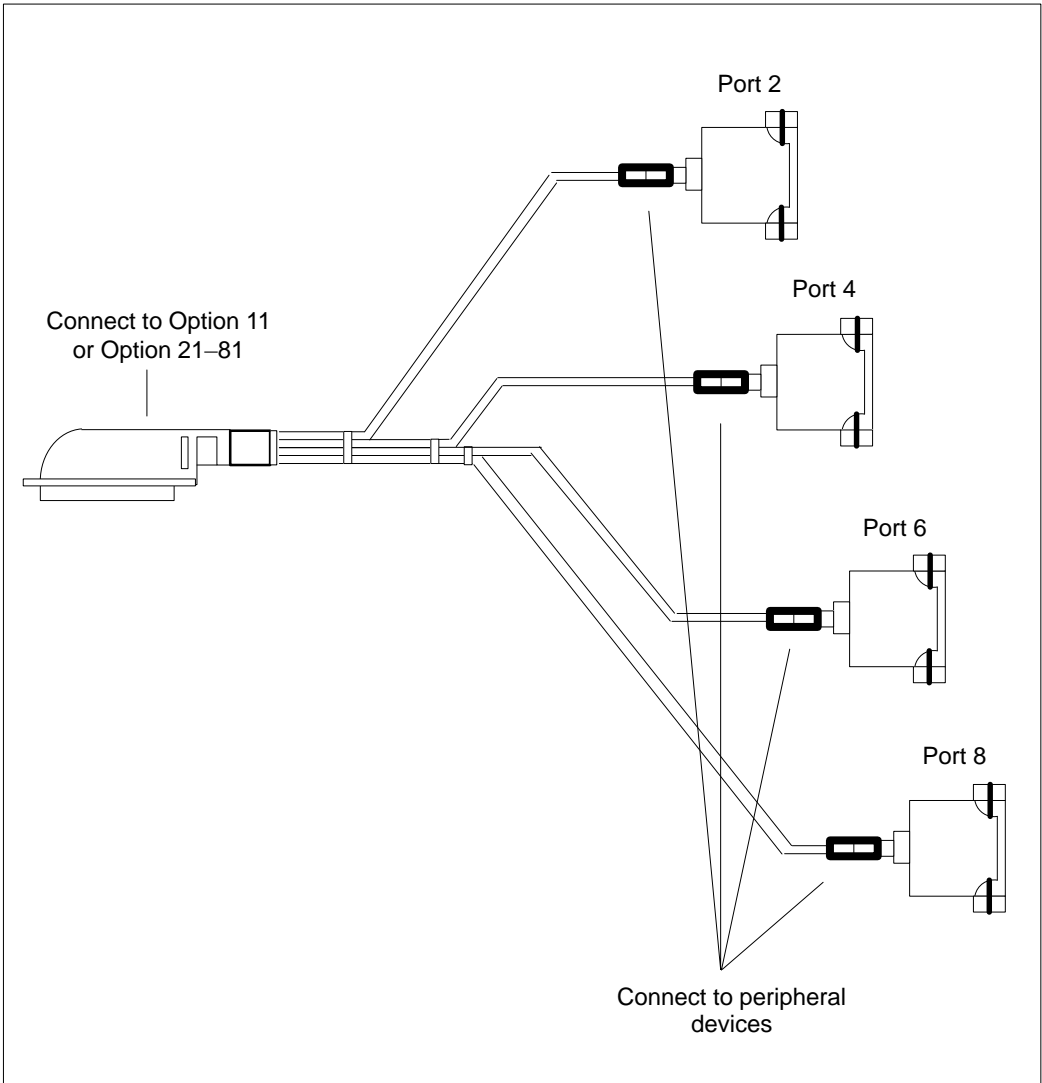 Port 2
Port 4
Connect to Option 11
or Option 21–81
Port 6
Port 8
Connect to peripheral
devices